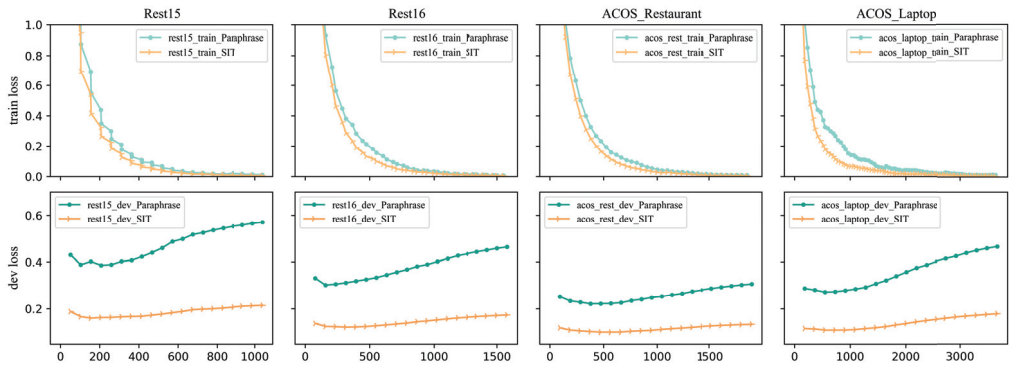 Rest15
Rest16
ACOS_Restaurant
ACOS_Laptop
train loss
1.0
0.8
0.6
0.4
0.2
0.0
rest15_train_Paraphrase
rest15_train_SIT
rest16_train_Paraphrase
rest16_train_SIT
acos_rest_train_Paraphrase
acos_rest_train_SIT
acos_laptop_train_Paraphrase
acos_laptop_train_SIT
dev loss
0.6
0.4
0.2
rest15_dev_Paraphrase
rest15_dev_SIT
rest16_dev_Paraphrase
rest16_dev_SIT
acos_rest_dev_Paraphrase
acos_rest_dev_SIT
acos_laptop_dev_Paraphrase
acos_laptop_dev_SIT
0 200 400 600 800 1000
0 500 1000 1500
0 500 1000 1500
0 1000 2000 3000